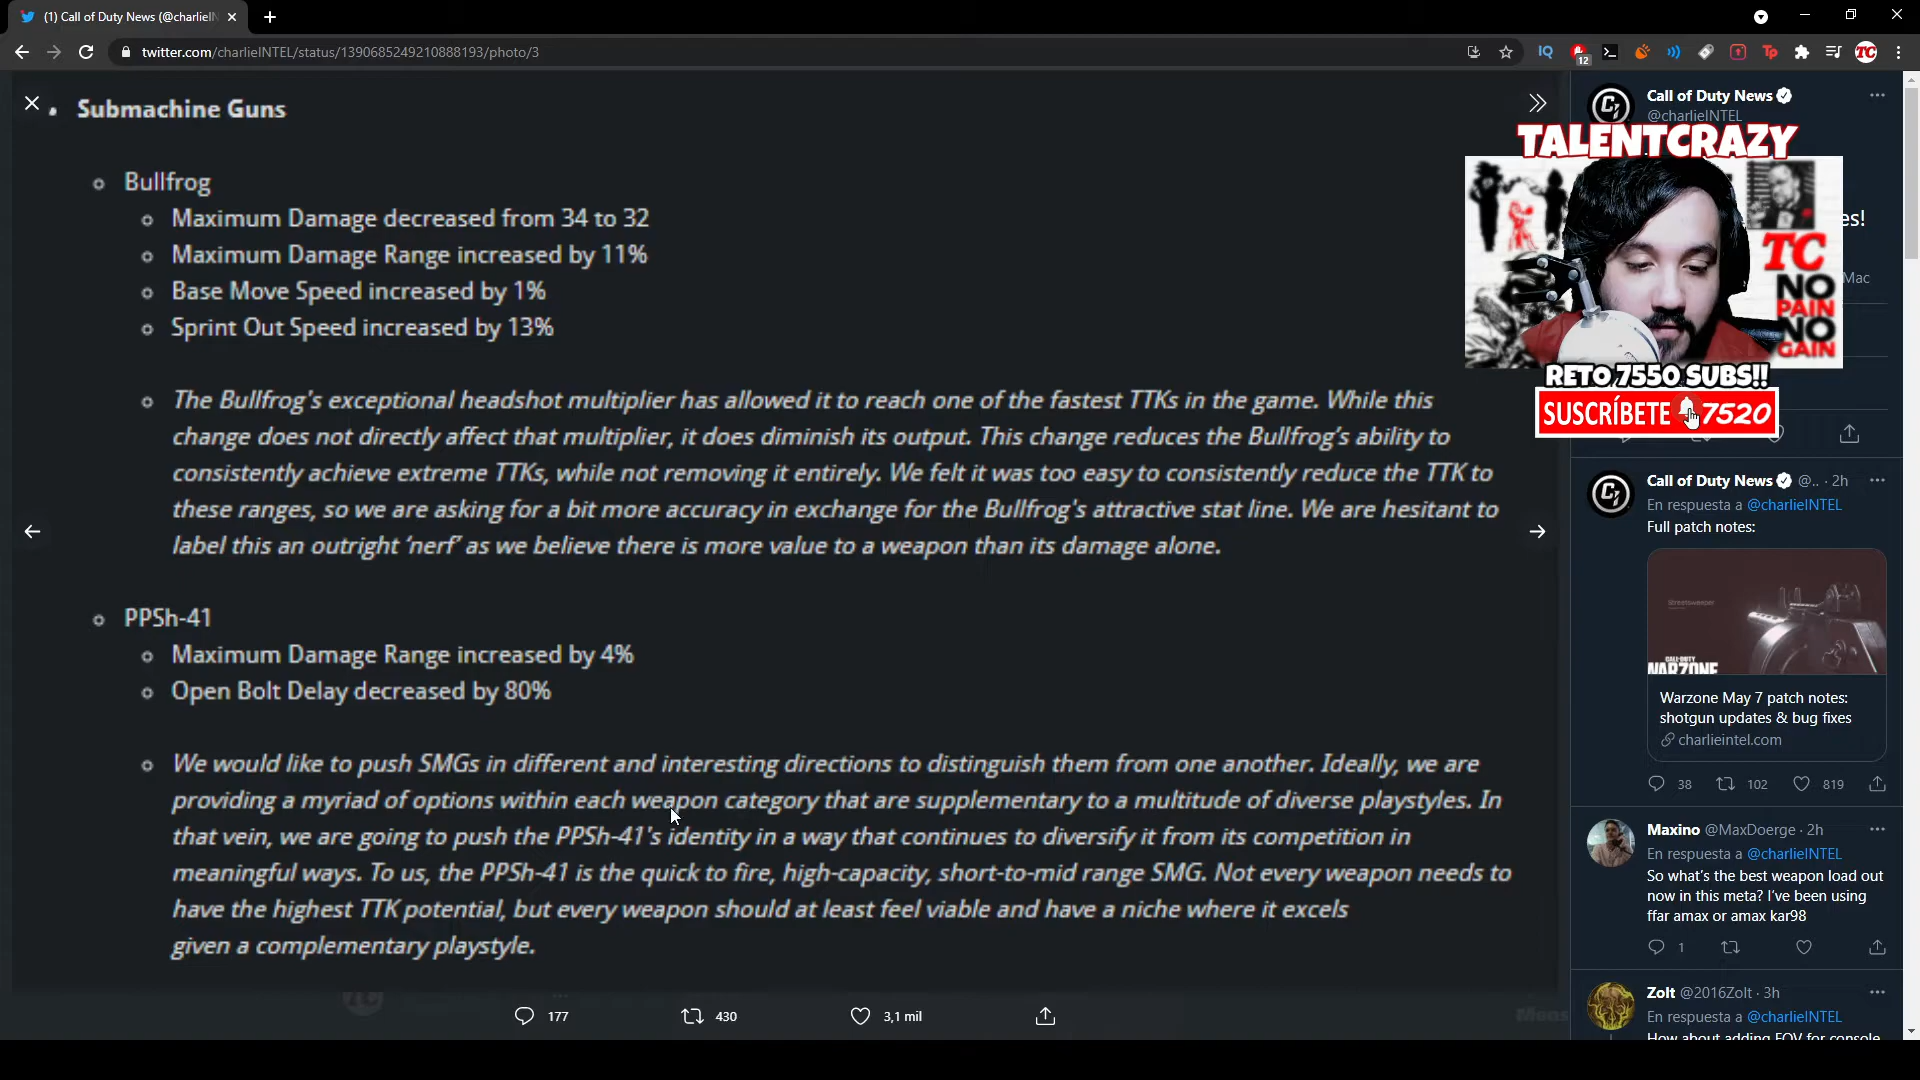 (1) Call of Duty News (@charlieIN
twitter.com/charlieINTEL/status/1390685249210888193/photo/3
12
Submachine Guns
Bullfrog
Maximum Damage decreased from 34 to 32
Maximum Damage Range increased by 11%
Base Move Speed increased by 1%
Sprint Out Speed increased by 13%
The Bullfrog's exceptional headshot multiplier has allowed it to reach one of the fastest TTKs in the game. While this
change does not directly affect that multiplier, it does diminish its output. This change reduces the Bullfrog's ability to
consistently achieve extreme TTKs, while not removing it entirely. We felt it was too easy to consistently reduce the TTK to
these ranges, so we are asking for a bit more accuracy in exchange for the Bullfrog's attractive stat line. We are hesitant to
label this an outright 'nerf' as we believe there is more value to a weapon than its damage alone.
PPSh-41
Maximum Damage Range increased by 4%
Open Bolt Delay decreased by 80%
We would like to push SMGs in different and interesting directions to distinguish them from one another. Ideally, we are
providing a myriad of options within each weapon category that are supplementary to a multitude of diverse playstyles. In
that vein, we are going to push the PPSh-41's identity in a way that continues to diversify it from its competition in
meaningful ways. To us, the PPSh-41 is the quick to fire, high-capacity, short-to-mid range SMG. Not every weapon needs to
have the highest TTK potential, but every weapon should at least feel viable and have a niche where it excels
given a complementary playstyle.
177 430 3,1 mil
Call of Duty News
@charlieINTEL
TALENTCRAZY
es!
TC
NO
PAIN
NO
GAIN
Mac
RETO 7550 SUBS!!
SUSCRÍBETE 7520
Call of Duty News @.. · 2h
En respuesta a @charlieINTEL
Full patch notes:
Streetsweeper
CALL·DUTY
WARZONE
Warzone May 7 patch notes:
shotgun updates & bug fixes
charlieintel.com
38 102 819
Maxino @MaxDoerge · 2h
En respuesta a @charlieINTEL
So what's the best weapon load out
now in this meta? I've been using
ffar amax or amax kar98
1
Zolt @2016Zolt · 3h
En respuesta a @charlieINTEL
How about adding FOV for console